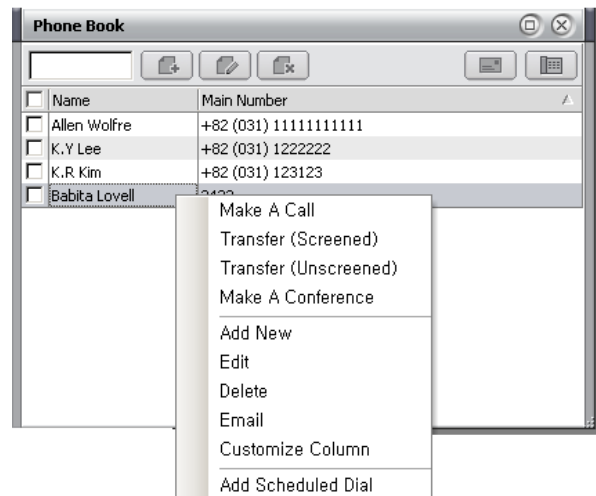 Phone Book
Name Main Number
Allen Wolfre +82 (031) 11111111111
K.Y Lee +82 (031) 1222222
K.R Kim +82 (031) 123123
Babita Lovell
Make A Call
Transfer (Screened)
Transfer (Unscreened)
Make A Conference
Add New
Edit
Delete
Email
Customize Column
Add Scheduled Dial